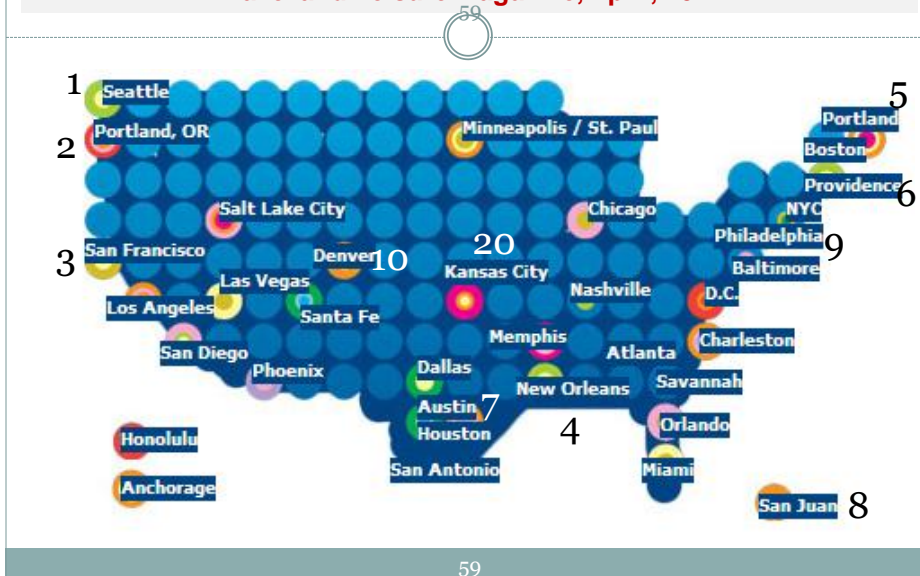 59
1
Seattle
5
Portland
2
Portland, OR
Minneapolis / St. Paul
Boston
Providence
6
Salt Lake City
Chicago
NYC
3
San Francisco
Denver
10
20
Philadelphia
9
Kansas City
Baltimore
Las Vegas
Nashville
D.C.
Los Angeles
Santa Fe
Memphis
Charleston
San Diego
Atlanta
Phoenix
Dallas
New Orleans
Savannah
Austin
7
4
Orlando
Honolulu
Houston
San Antonio
Miami
Anchorage
San Juan
8
59